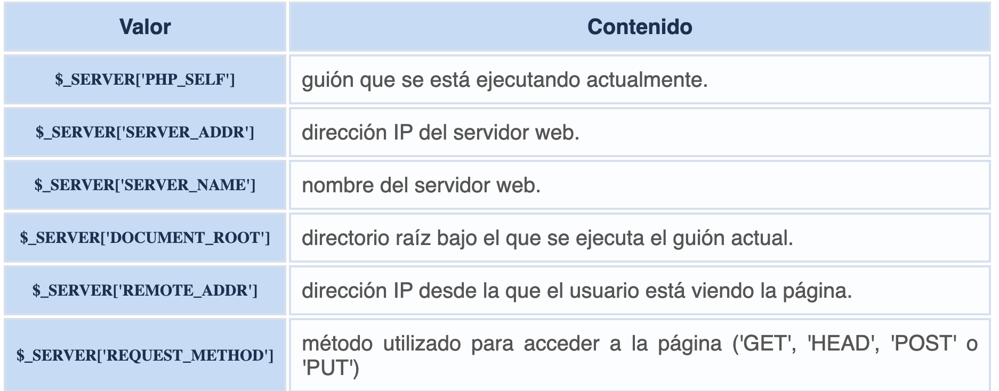 Valor Contenido
$_SERVER['PHP_SELF'] guión que se está ejecutando actualmente.
$_SERVER['SERVER_ADDR'] dirección IP del servidor web.
$_SERVER['SERVER_NAME'] nombre del servidor web.
$_SERVER['DOCUMENT_ROOT'] directorio raíz bajo el que se ejecuta el guión actual.
$_SERVER['REMOTE_ADDR'] dirección IP desde la que el usuario está viendo la página.
$_SERVER['REQUEST_METHOD'] método utilizado para acceder a la página ('GET', 'HEAD', 'POST' o
'PUT')